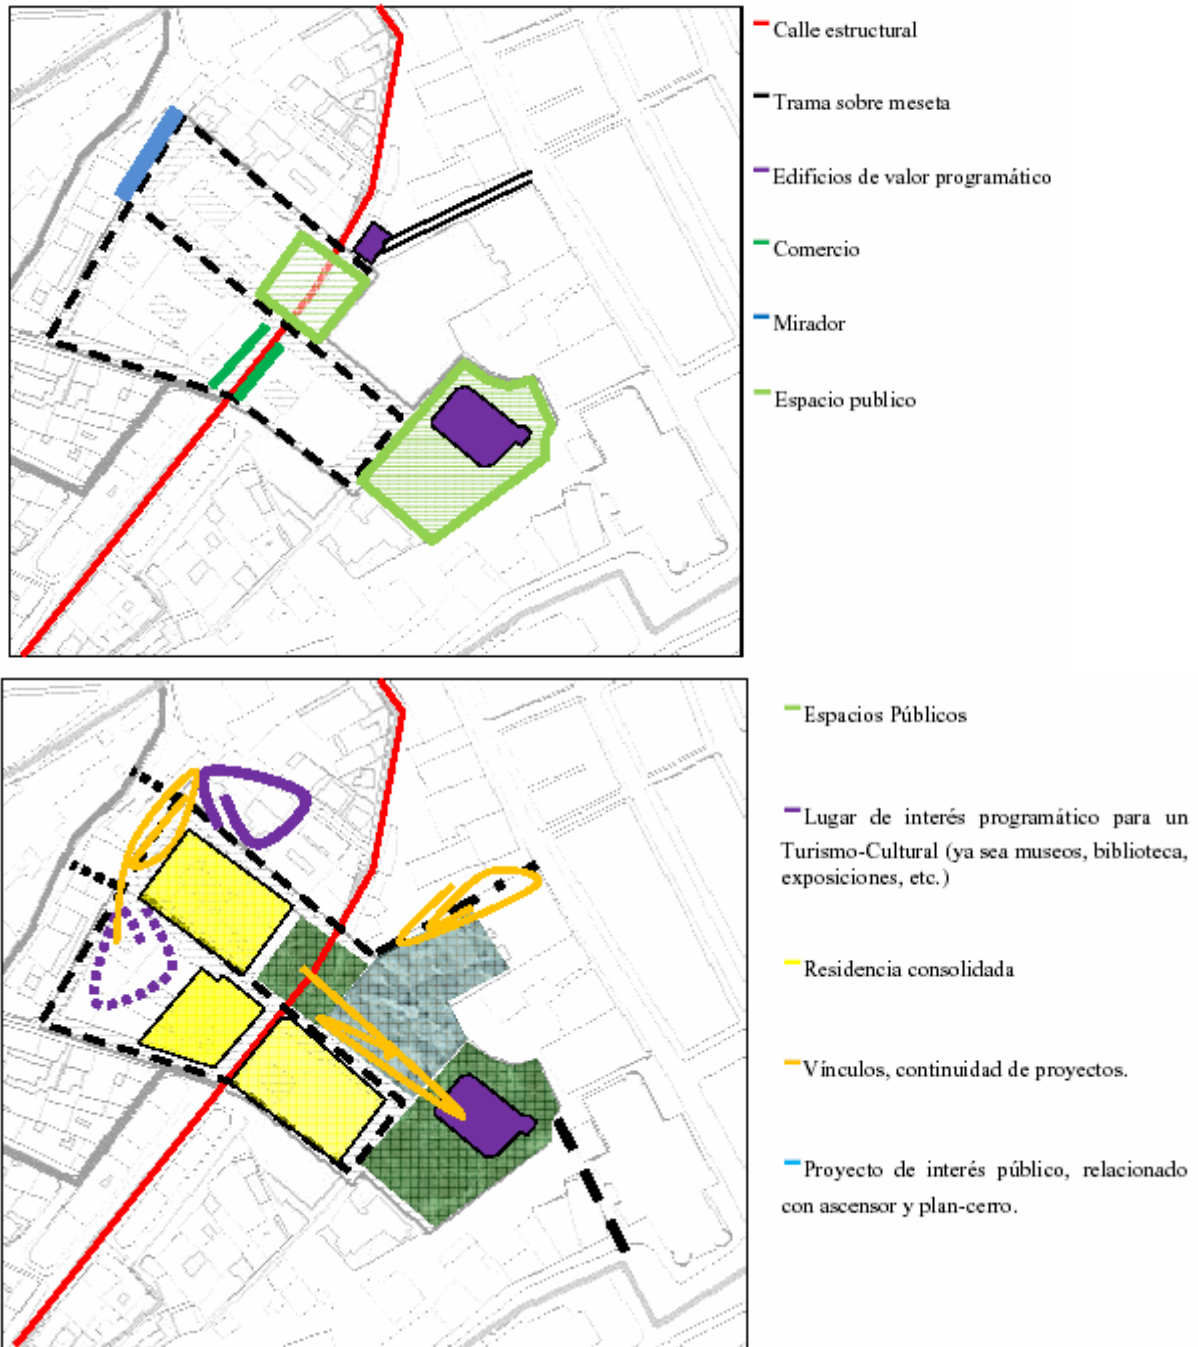 Calle estructural
Trama sobre meseta
Edificios de valor programático
Comercio
Mirador
Espacio publico
Espacios Públicos
Lugar de interés programático para un
Turismo-Cultural (ya sea museos, biblioteca,
exposiciones, etc.)
Residencia consolidada
Vínculos, continuidad de proyectos.
Proyecto de interés público, relacionado
con ascensor y plan-cerro.